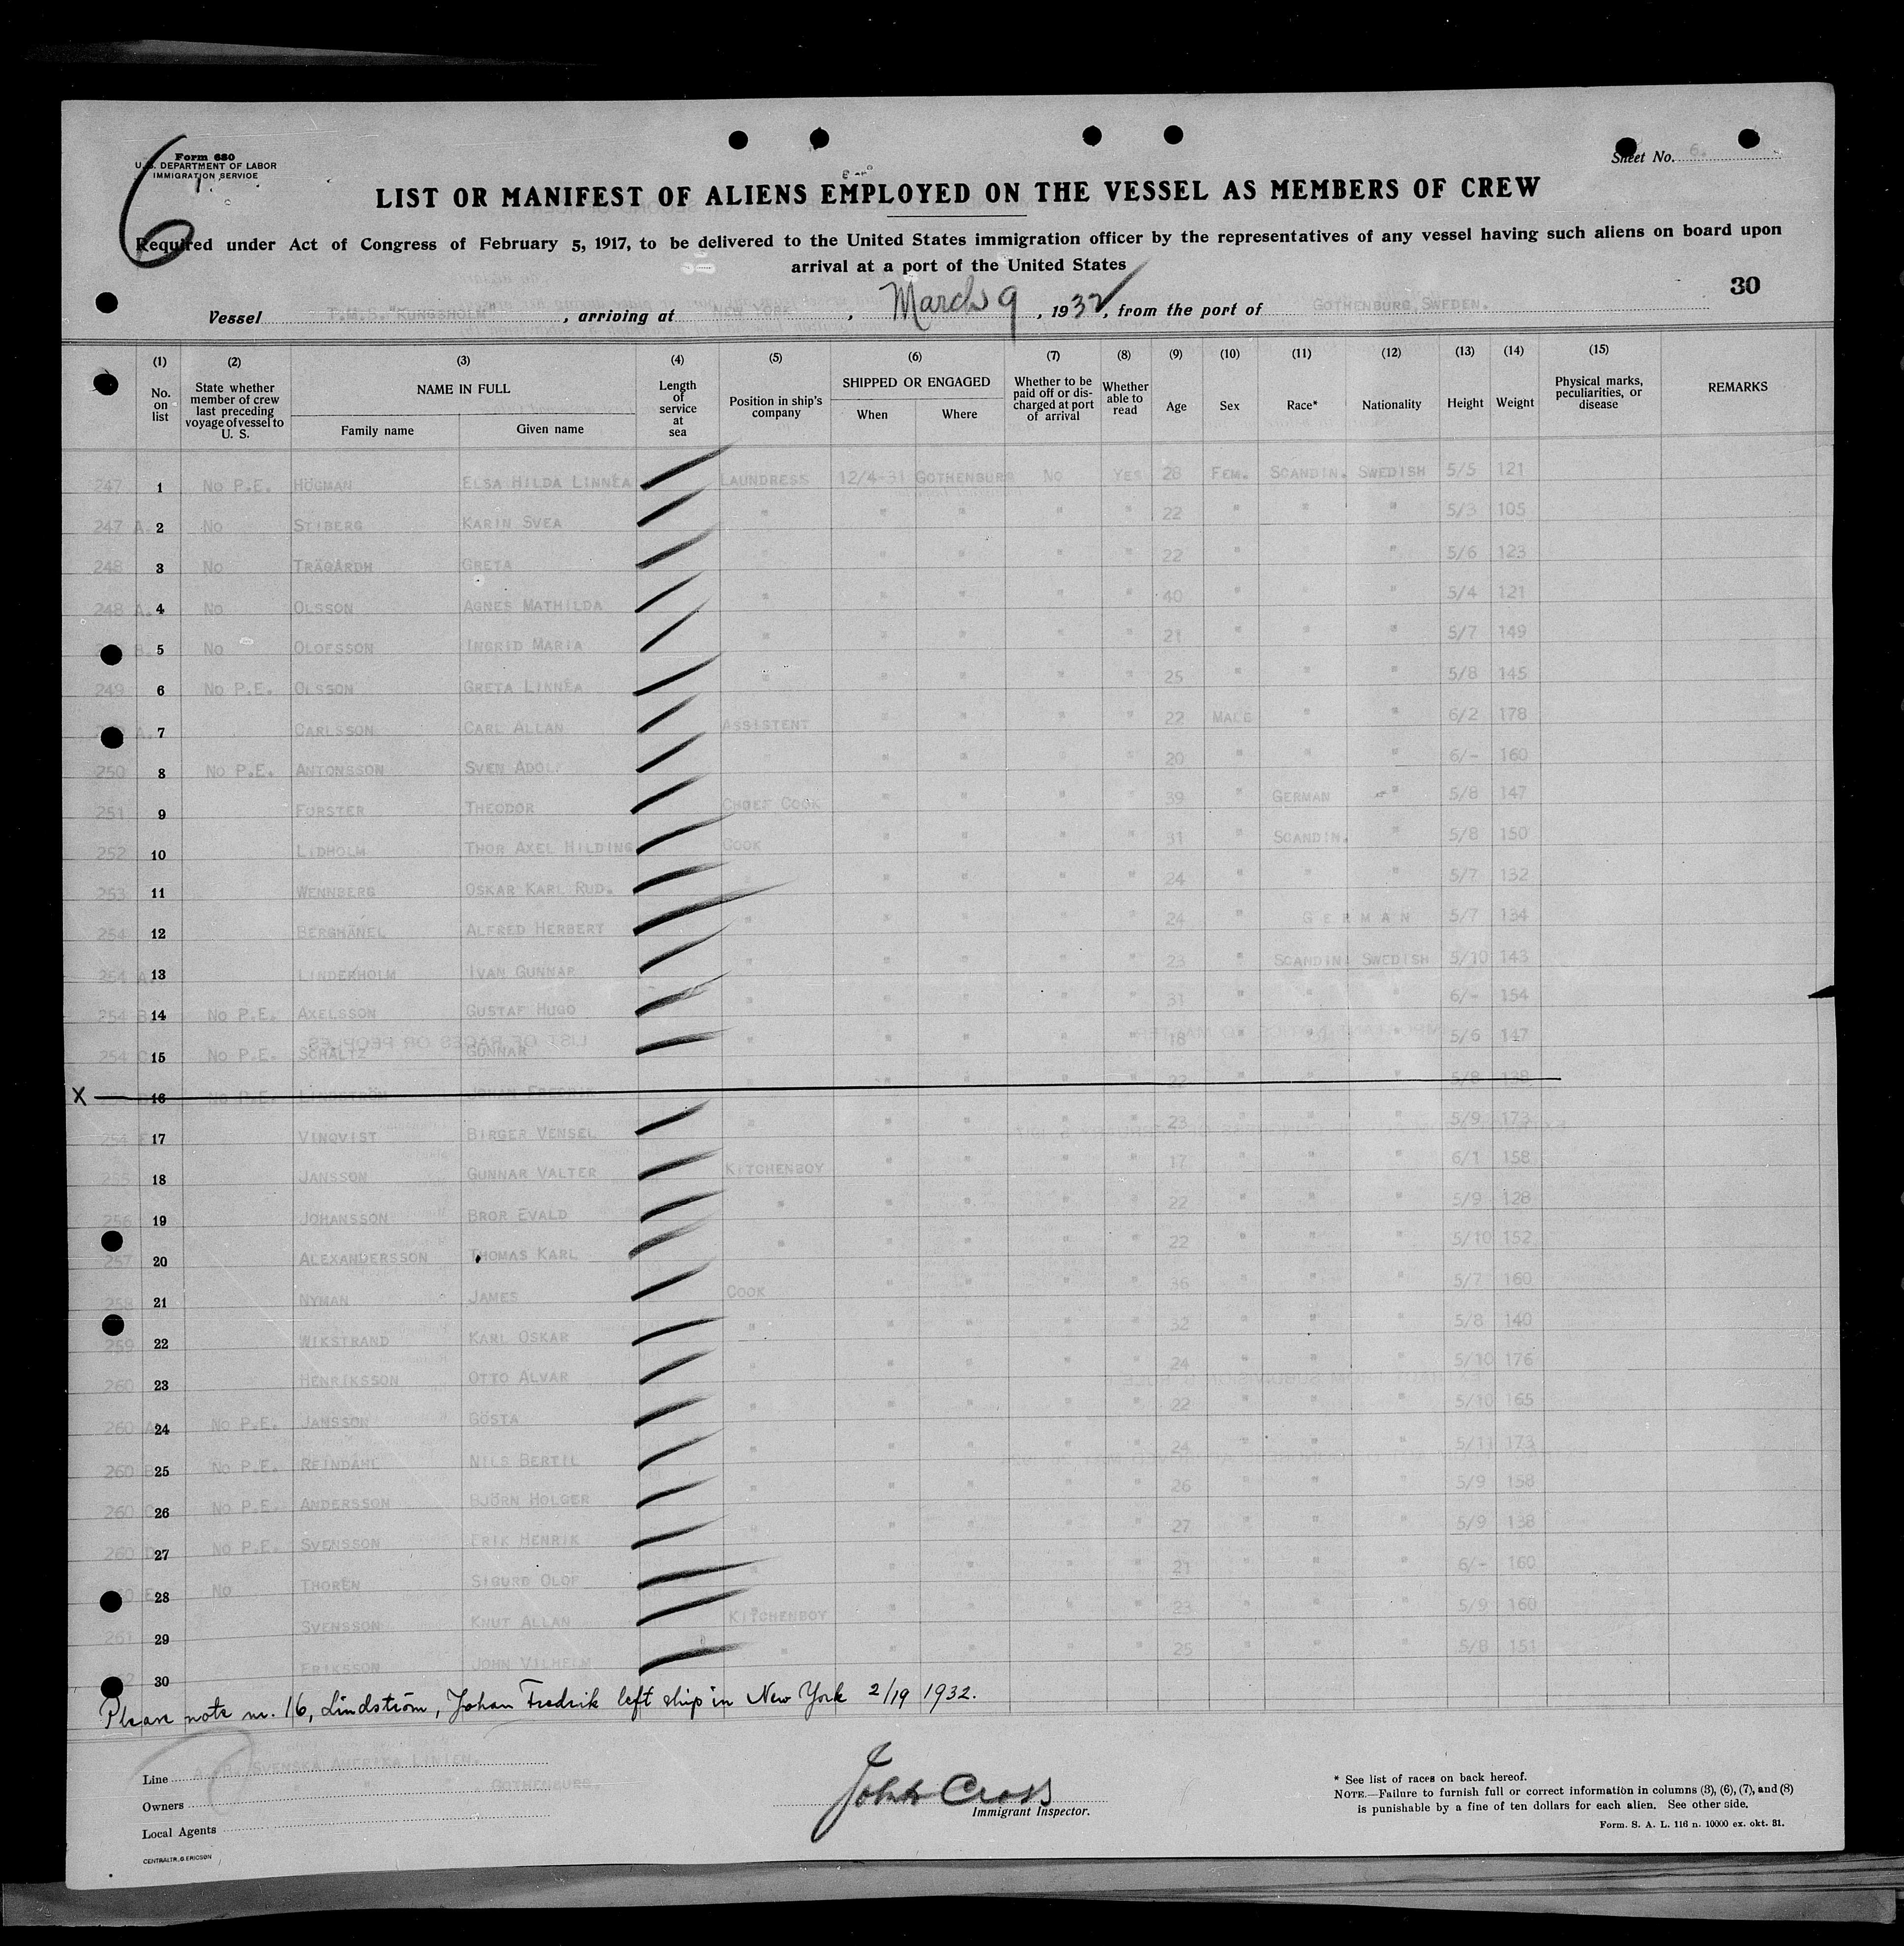 Form 680
U. S. DEPARTMENT OF LABOR
IMMIGRATION SERVICE
6
Sheet No. 6.
LIST OR MANIFEST OF ALIENS EMPLOYED ON THE VESSEL AS MEMBERS OF CREW
Required under Act of Congress of February 5, 1917, to be delivered to the United States immigration officer by the representatives of any vessel having such aliens on board upon
arrival at a port of the United States
30
Vessel T.M.S. "KUNGSHOLM", arriving at NEW YORK, March 9, 1932, from the port of GOTHENBURG, SWEDEN.
(1) (2) (3) (4) (5) (6) (7) (8) (9) (10) (11) (12) (13) (14) (15)
No. on list
State whether member of crew last preceding voyage of vessel to U. S.
NAME IN FULL
Family name
Given name
Length of service at sea
Position in ship's company
SHIPPED OR ENGAGED
When
Where
Whether to be paid off or discharged at port of arrival
Whether able to read
Age
Sex
Race*
Nationality
Height
Weight
Physical marks, peculiarities, or disease
REMARKS
247 1 No P.E. HÖGMAN ELSA HILDA LINNÉA LAUNDRESS 12/4-31 GOTHENBURG NO YES 28 FEM. SCANDIN. SWEDISH 5/5 121
247 A. 2 No STIBERG KARIN SVEA " " " " " 22 " " " 5/3 105
248 3 No TRÄGÅRDH GRETA " " " " " 22 " " " 5/6 123
248 A. 4 No OLSSON AGNES MATHILDA " " " " " 40 " " " 5/4 121
B. 5 No OLOFSSON INGRID MARIA " " " " " 21 " " " 5/7 149
249 6 No P.E. OLSSON GRETA LINNÉA " " " " " 25 " " " 5/8 145
A. 7 CARLSSON CARL ALLAN ASSISTENT " " " " 22 MALE " " 6/2 178
250 8 No P.E. ANTONSSON SVEN ADOLF " " " " " 20 " " " 6/- 160
251 9 FORSTER THEODOR CHIEF COOK " " " " 39 " GERMAN " 5/8 147
252 10 LIDHOLM THOR AXEL HILDING COOK " " " " 31 " SCANDIN. " 5/8 150
253 11 WENNBERG OSKAR KARL RUD. " " " " " 24 " " " 5/7 132
254 12 BERGHÄNEL ALFRED HERBERT " " " " " 24 " GERMAN 5/7 134
254 A. 13 LINDERHOLM IVAN GUNNAR " " " " " 23 " SCANDIN. SWEDISH 5/10 143
254 B 14 No P.E. AXELSSON GUSTAF HUGO " " " " " 31 " " " 6/- 154
254 C 15 No P.E. SCHALTZ GUNNAR " " " " " 18 " " " 5/6 147
X 16 No P.E. LINDSTRÖM JOHAN FREDRIK " " " " " 22 " " " 5/8 138
254 E 17 VINQVIST BIRGER VENSEL " " " " " 23 " " " 5/9 173
255 18 JANSSON GUNNAR VALTER KITCHENBOY " " " " 17 " " " 6/1 158
256 19 JOHANSSON BROR EVALD " " " " " 22 " " " 5/9 128
257 20 ALEXANDERSSON THOMAS KARL " " " " " 22 " " " 5/10 152
258 21 NYMAN JAMES COOK " " " " 36 " " " 5/7 160
259 22 WIKSTRAND KARL OSKAR " " " " " 32 " " " 5/8 140
260 23 HENRIKSSON OTTO ALVAR " " " " " 24 " " " 5/10 176
260 A 24 No P.E. JANSSON GÖSTA " " " " " 22 " " " 5/10 165
260 B 25 No P.E. REINDAHL NILS BERTIL " " " " " 24 " " " 5/11 173
260 C 26 No P.E. ANDERSSON BJÖRN HOLGER " " " " " 26 " " " 5/9 158
260 D 27 No P.E. SVENSSON ERIK HENRIK " " " " " 27 " " " 5/9 138
E 28 No THORÉN SIGURD OLOF " " " " " 21 " " " 6/- 160
261 29 SVENSSON KNUT ALLAN KITCHENBOY " " " " 23 " " " 5/9 160
30 ERIKSSON JOHN VILHELM " " " " " 25 " " " 5/8 151
Please note nr. 16, Lindström, Johan Fredrik left ship in New York 2/19 1932.
Line A. B. SVENSKA AMERIKA LINIEN.
Owners " " " , GOTHENBURG.
Local Agents
CENTRALTR. G. ERICSON
John Cross
Immigrant Inspector.
* See list of races on back hereof.
NOTE.—Failure to furnish full or correct information in columns (3), (6), (7), and (8)
is punishable by a fine of ten dollars for each alien. See other side.
Form. S. A. L. 116 n. 10000 ex. okt. 31.